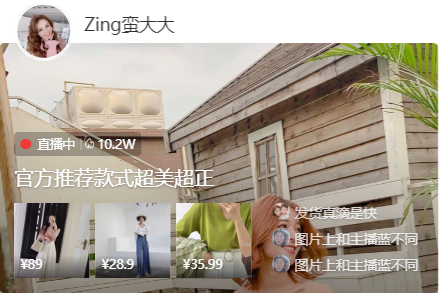 Zing蛮大大
直播中 10.2W
官方推荐款式超美超正
发货真滴是快
图片上和主播蓝不同
图片上和主播蓝不同
¥89 ¥28.9 ¥35.99